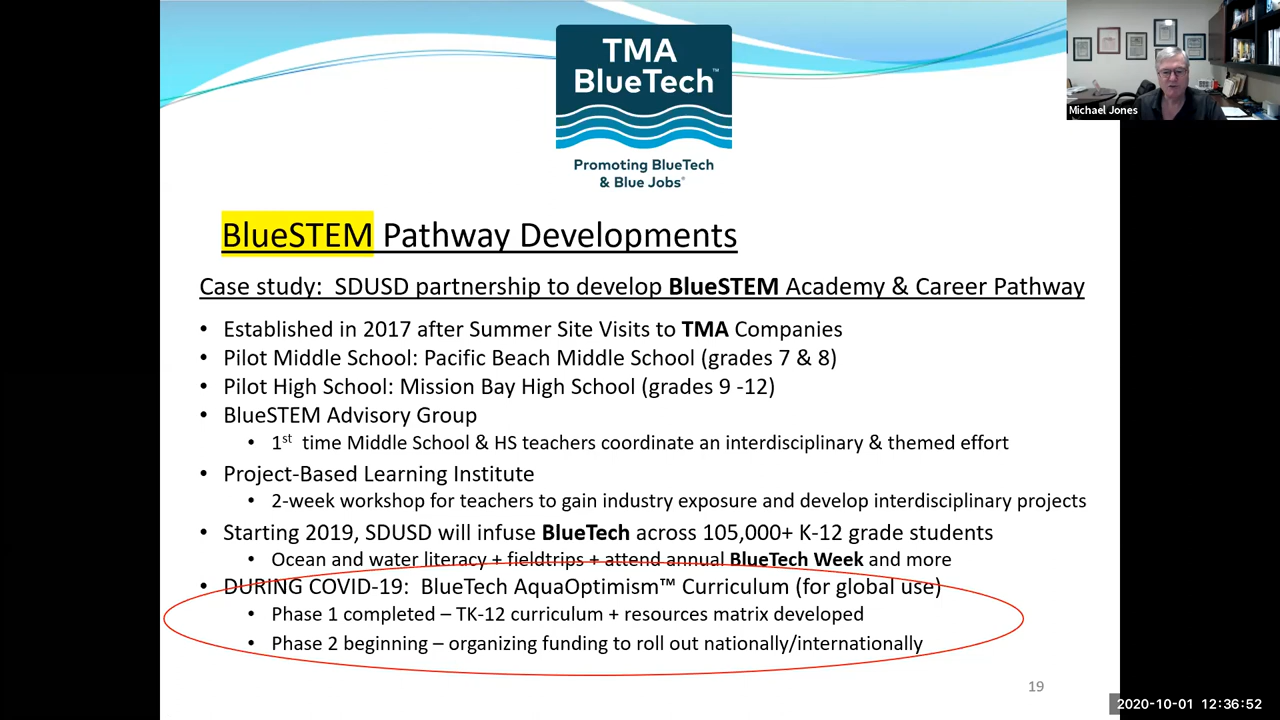 TMA
BlueTech™
Promoting BlueTech
& Blue Jobs®
Michael Jones
BlueSTEM Pathway Developments
Case study: SDUSD partnership to develop BlueSTEM Academy & Career Pathway
• Established in 2017 after Summer Site Visits to TMA Companies
• Pilot Middle School: Pacific Beach Middle School (grades 7 & 8)
• Pilot High School: Mission Bay High School (grades 9 -12)
• BlueSTEM Advisory Group
• 1st time Middle School & HS teachers coordinate an interdisciplinary & themed effort
• Project-Based Learning Institute
• 2-week workshop for teachers to gain industry exposure and develop interdisciplinary projects
• Starting 2019, SDUSD will infuse BlueTech across 105,000+ K-12 grade students
• Ocean and water literacy + fieldtrips + attend annual BlueTech Week and more
• DURING COVID-19: BlueTech AquaOptimism™ Curriculum (for global use)
• Phase 1 completed – TK-12 curriculum + resources matrix developed
• Phase 2 beginning – organizing funding to roll out nationally/internationally
19
2020-10-01 12:36:52